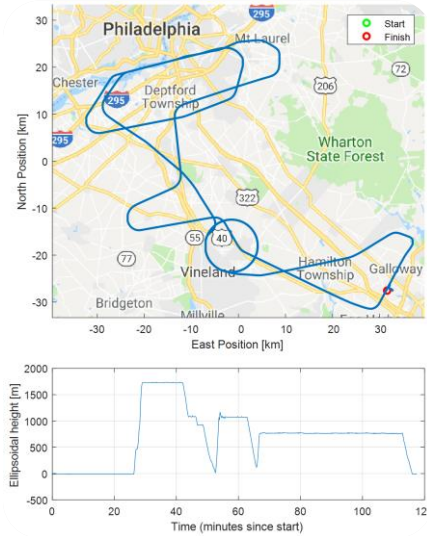 Philadelphia
295
Mt Laurel
Start
Finish
30
72
20
Chester
Deptford
Township
206
295
10
Wharton
State Forest
295
0
322
-10
55
40
Hamilton
Township
Galloway
-20
77
Vineland
Bridgeton
Millville
-30
-30
-20
-10
0
10
20
30
North Position [km]
East Position [km]
2000
1500
1000
500
0
-500
0
20
40
60
80
100
12
Ellipsoidal height [m]
Time (minutes since start)